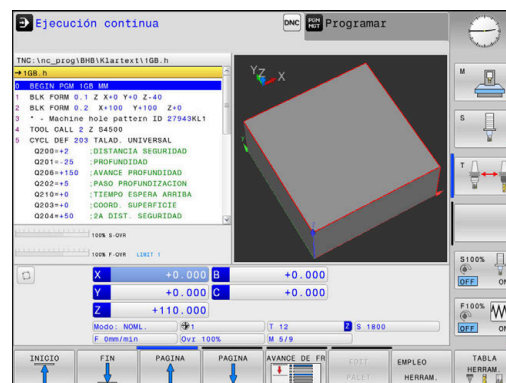 Ejecución continua
DNC
PGM MGT
Programar
TNC:\nc_prog\BHB\Klartext\1GB.h
→1GB.h
0 BEGIN PGM 1GB MM
1 BLK FORM 0.1 Z X+0 Y+0 Z-40
2 BLK FORM 0.2 X+100 Y+100 Z+0
3 * - Machine hole pattern ID 27943KL1
4 TOOL CALL 2 Z S4500
5 CYCL DEF 203 TALAD. UNIVERSAL
Q200=+2 ;DISTANCIA SEGURIDAD
Q201=-25 ;PROFUNDIDAD
Q206=+150 ;AVANCE PROFUNDIDAD
Q202=+5 ;PASO PROFUNDIZACION
Q210=+0 ;TIEMPO ESPERA ARRIBA
Q203=+0 ;COORD. SUPERFICIE
Q204=+50 ;2A DIST. SEGURIDAD
Y Z X
Z
100% S-OVR
100% F-OVR LIMIT 1
X +0.000 B +0.000
Y +0.000 C +0.000
Z +110.000
Modo: NOML. 1 T 12 Z S 1800
F 0mm/min Ovr 100% M 5/9
M
S
T
S100%
OFF ON
F100%
OFF ON
INICIO
FIN
PAGINA
PAGINA
AVANCE DE FR
EDIT PALET
EMPLEO HERRAM.
TABLA HERRAM.